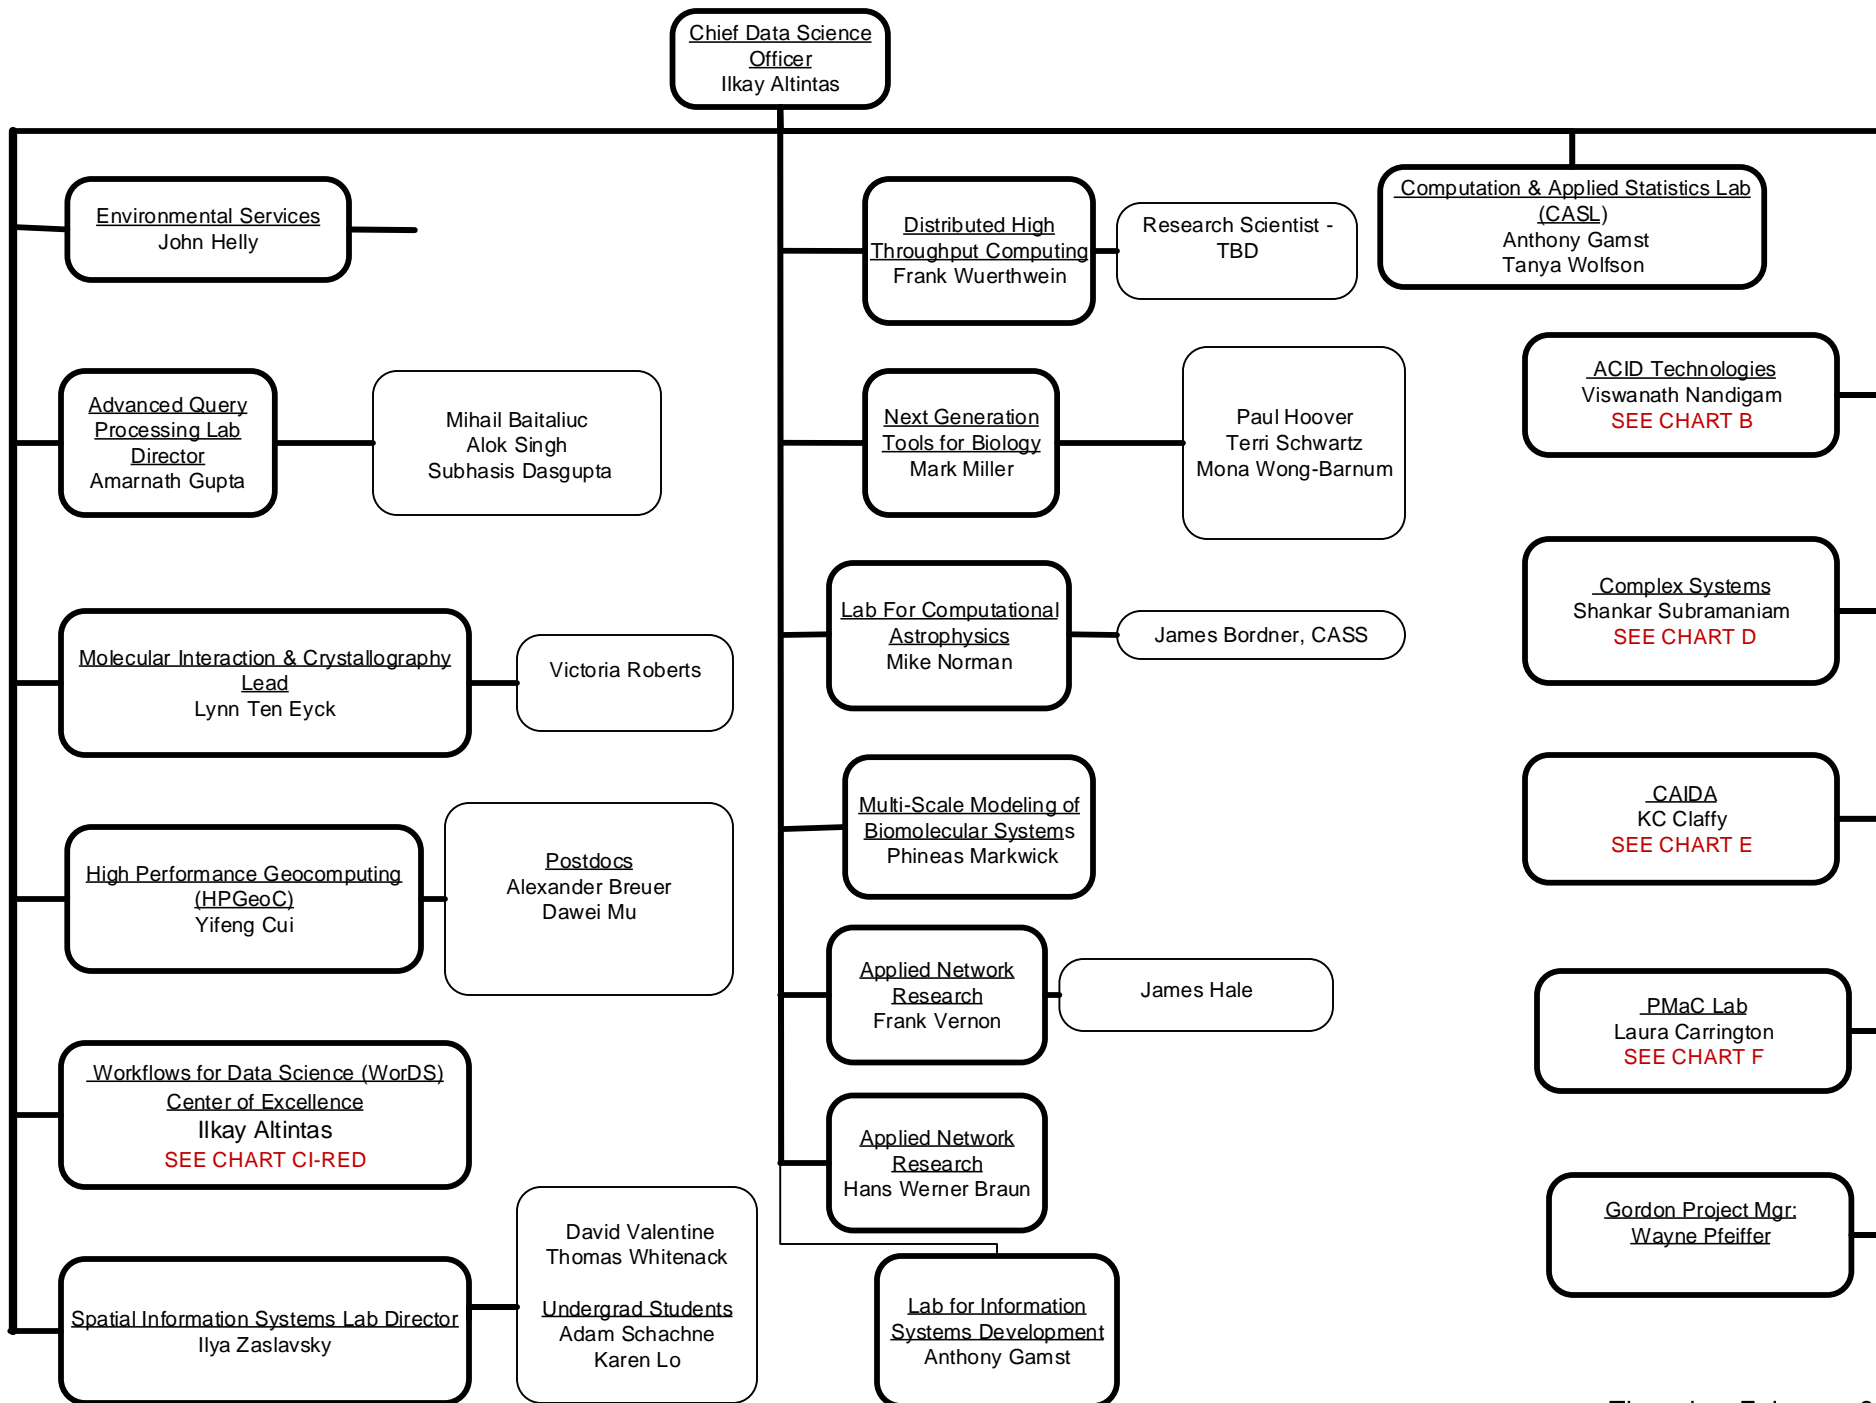 Chief Data Science
Officer
Ilkay Altintas
Environmental Services
John Helly
Advanced Query
Processing Lab
Director
Amarnath Gupta
Mihail Baitaliuc
Alok Singh
Subhasis Dasgupta
Molecular Interaction & Crystallography
Lead
Lynn Ten Eyck
Victoria Roberts
High Performance Geocomputing
(HPGeoC)
Yifeng Cui
Postdocs
Alexander Breuer
Dawei Mu
Workflows for Data Science (WorDS)
Center of Excellence
Ilkay Altintas
SEE CHART CI-RED
Spatial Information Systems Lab Director
Ilya Zaslavsky
David Valentine
Thomas Whitenack
Undergrad Students
Adam Schachne
Karen Lo
Distributed High
Throughput Computing
Frank Wuerthwein
Research Scientist -
TBD
Next Generation
Tools for Biology
Mark Miller
Paul Hoover
Terri Schwartz
Mona Wong-Barnum
Lab For Computational
Astrophysics
Mike Norman
James Bordner, CASS
Multi-Scale Modeling of
Biomolecular Systems
Phineas Markwick
Applied Network
Research
Frank Vernon
James Hale
Applied Network
Research
Hans Werner Braun
Lab for Information
Systems Development
Anthony Gamst
Computation & Applied Statistics Lab
(CASL)
Anthony Gamst
Tanya Wolfson
ACID Technologies
Viswanath Nandigam
SEE CHART B
Complex Systems
Shankar Subramaniam
SEE CHART D
CAIDA
KC Claffy
SEE CHART E
PMaC Lab
Laura Carrington
SEE CHART F
Gordon Project Mgr:
Wayne Pfeiffer